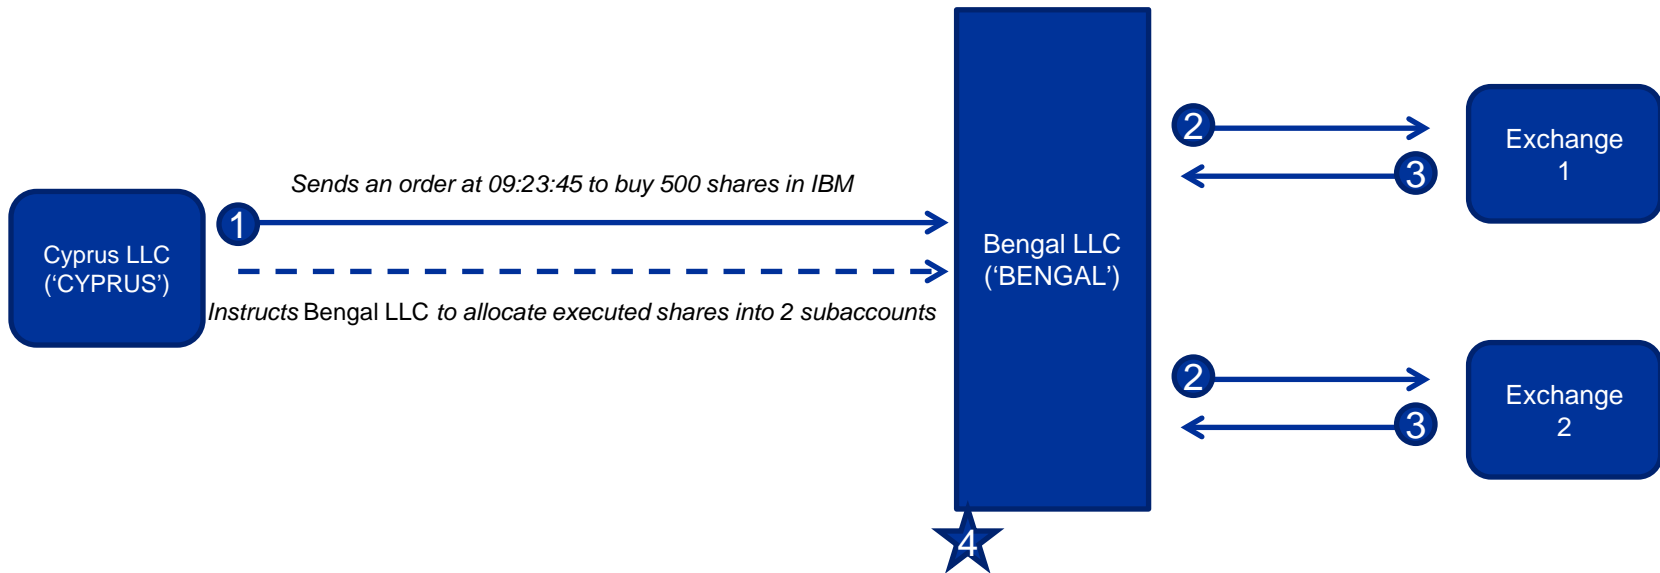 Cyprus LLC
(‘CYPRUS’)
1
Sends an order at 09:23:45 to buy 500 shares in IBM
Instructs Bengal LLC to allocate executed shares into 2 subaccounts
Bengal LLC
(‘BENGAL’)
4
2
3
Exchange
1
2
3
Exchange
2